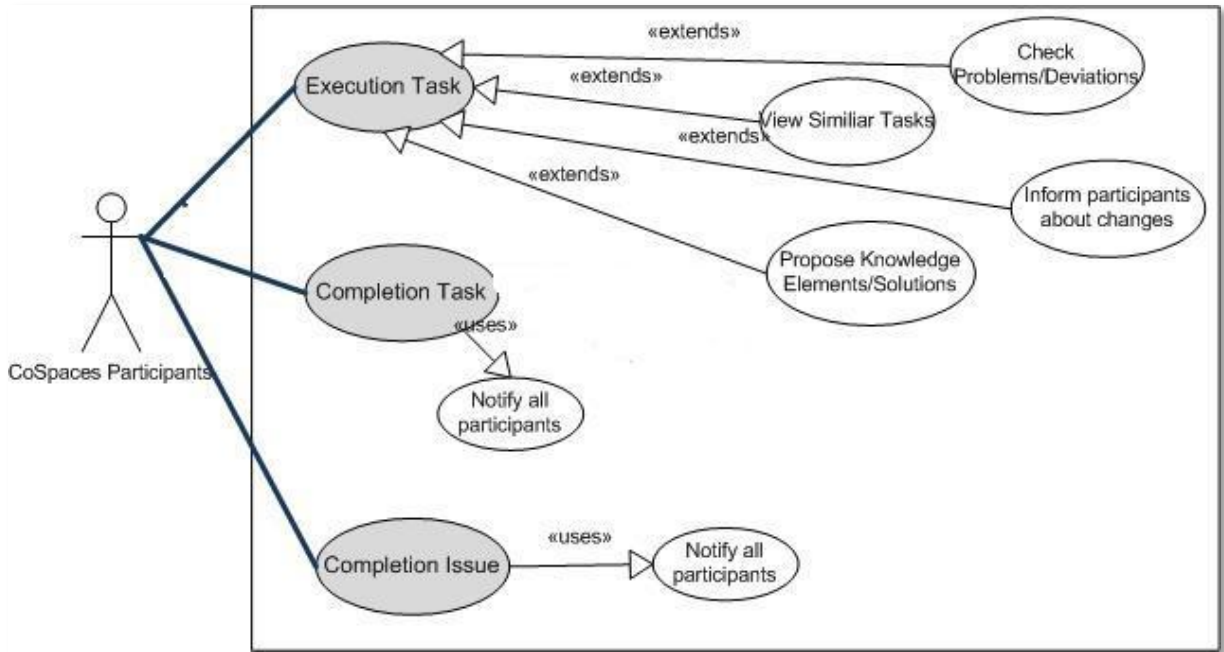 «extends»
Check
Problems/Deviations
Execution Task
«extends»
View Similiar Tasks
«extends»
«extends»
Inform participants
about changes
Propose Knowledge
Elements/Solutions
Completion Task
«uses»
CoSpaces Participants
Notify all
participants
Completion Issue
«uses»
Notify all
participants